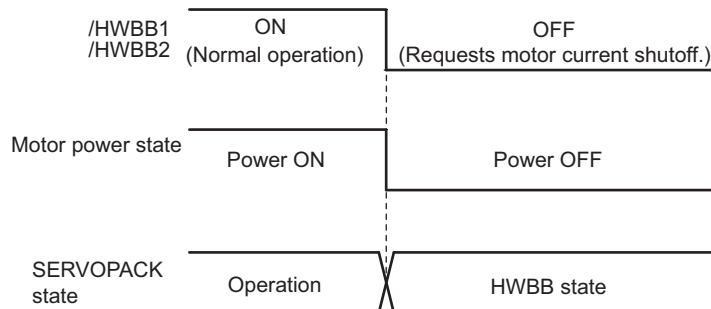 /HWBB1
/HWBB2
ON
(Normal operation)
OFF
(Requests motor current shutoff.)
Motor power state
Power ON
Power OFF
SERVOPACK
state
Operation
HWBB state